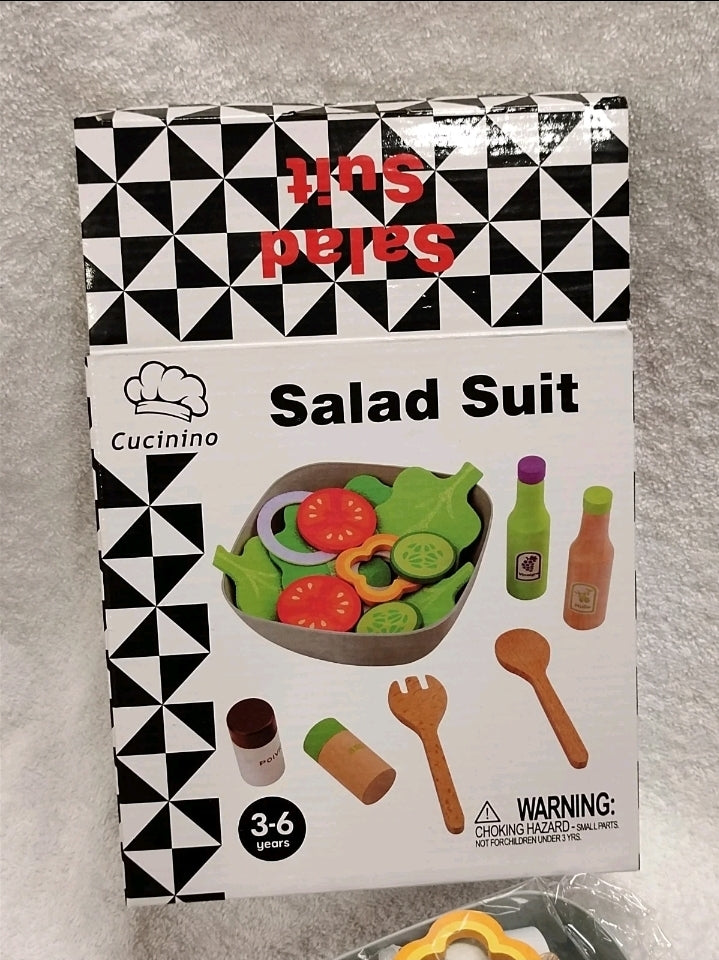 Salad
Suit
Cucinino
Salad Suit
3-6
years
WARNING:
CHOKING HAZARD - SMALL PARTS.
NOT FOR CHILDREN UNDER 3 YRS.